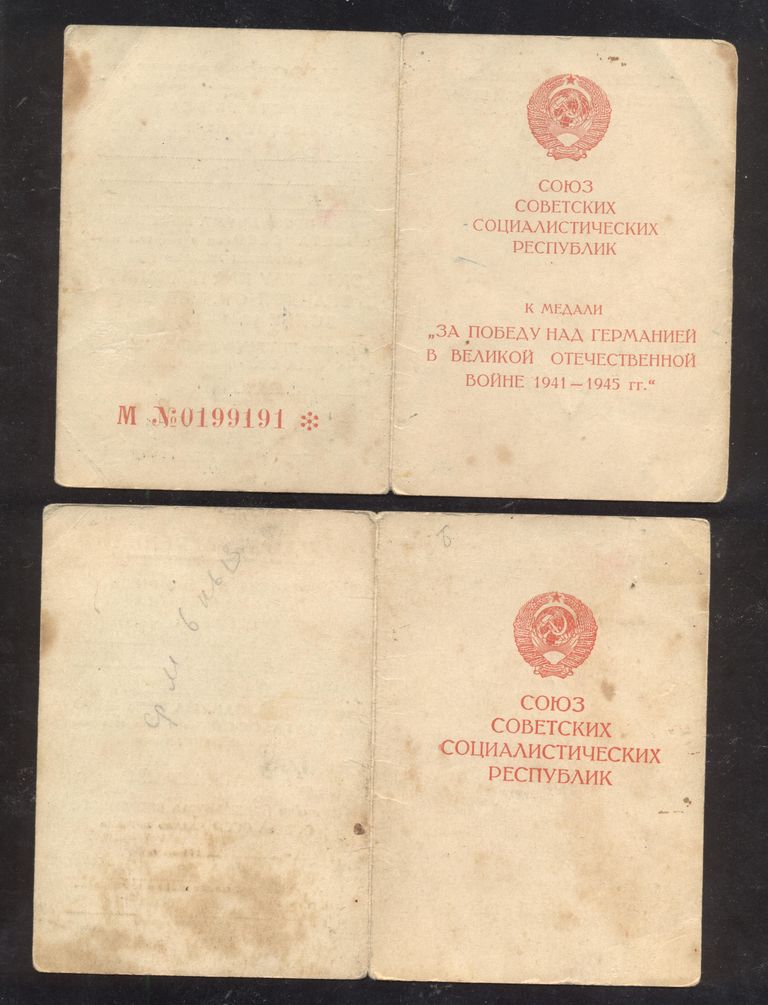 СОЮЗ
СОВЕТСКИХ
СОЦИАЛИСТИЧЕСКИХ
РЕСПУБЛИК
К МЕДАЛИ
„ЗА ПОБЕДУ НАД ГЕРМАНИЕЙ
В ВЕЛИКОЙ ОТЕЧЕСТВЕННОЙ
ВОЙНЕ 1941—1945 гг.“
М №0199191 *
Б
СОЮЗ
СОВЕТСКИХ
СОЦИАЛИСТИЧЕСКИХ
РЕСПУБЛИК